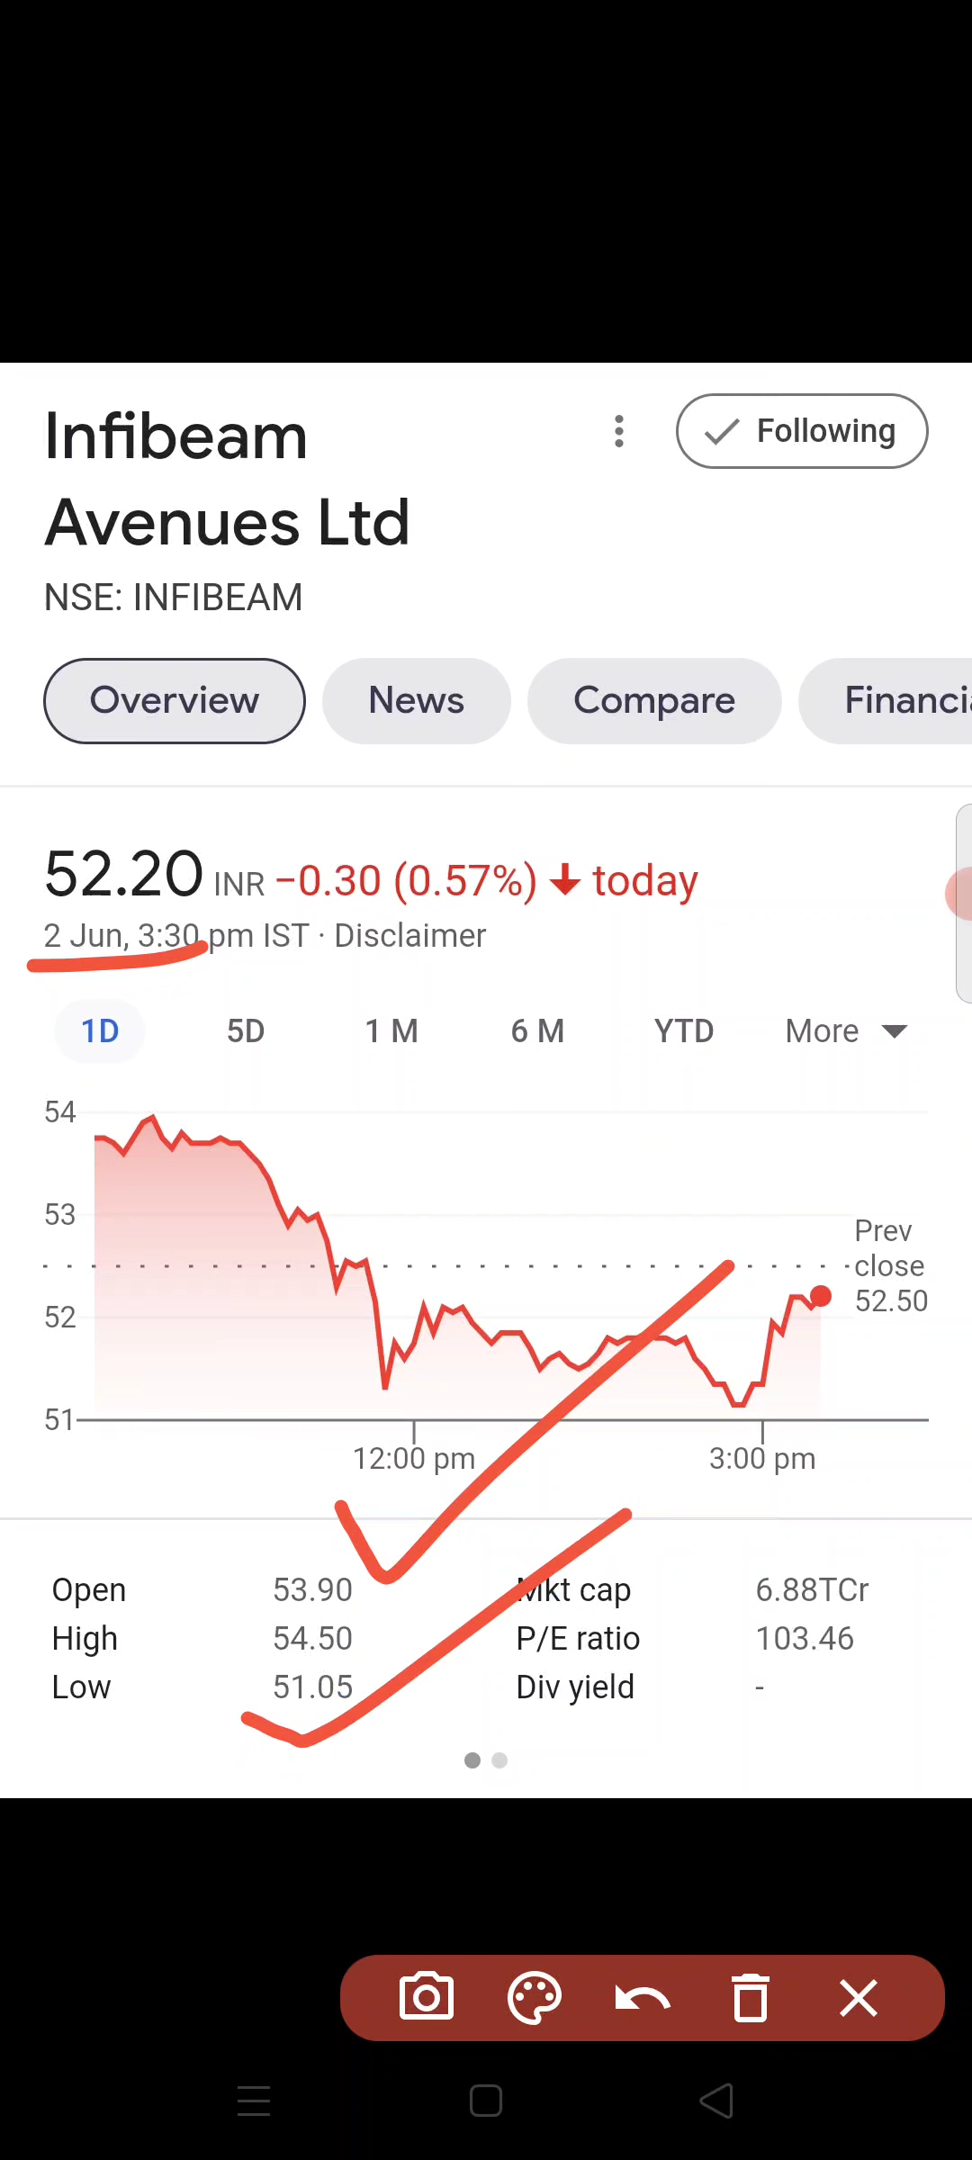 Infibeam
Avenues Ltd
Following
NSE: INFIBEAM
Overview News Compare Financi
52.20 INR −0.30 (0.57%) today
2 Jun, 3:30 pm IST · Disclaimer
1D 5D 1 M 6 M YTD More
54
53
52
51
Prev
close
52.50
12:00 pm 3:00 pm
Open 53.90 Mkt cap 6.88TCr
High 54.50 P/E ratio 103.46
Low 51.05 Div yield -